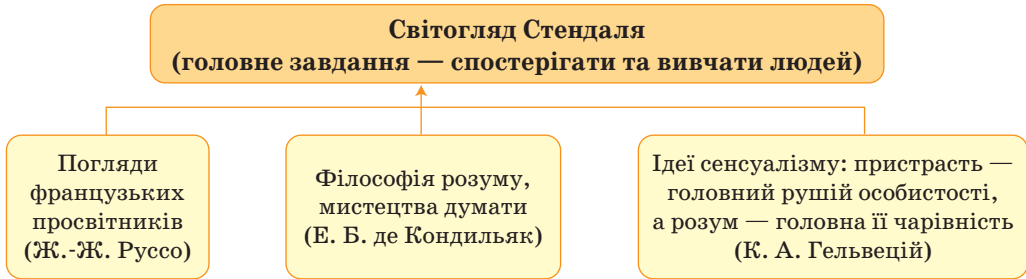 Світогляд Стендаля
(головне завдання — спостерігати та вивчати людей)
Погляди
французьких
просвітників
(Ж.-Ж. Руссо)
Філософія розуму,
мистецтва думати
(Е. Б. де Кондильяк)
Ідеї сенсуалізму: пристрасть —
головний рушій особистості,
а розум — головна її чарівність
(К. А. Гельвецій)